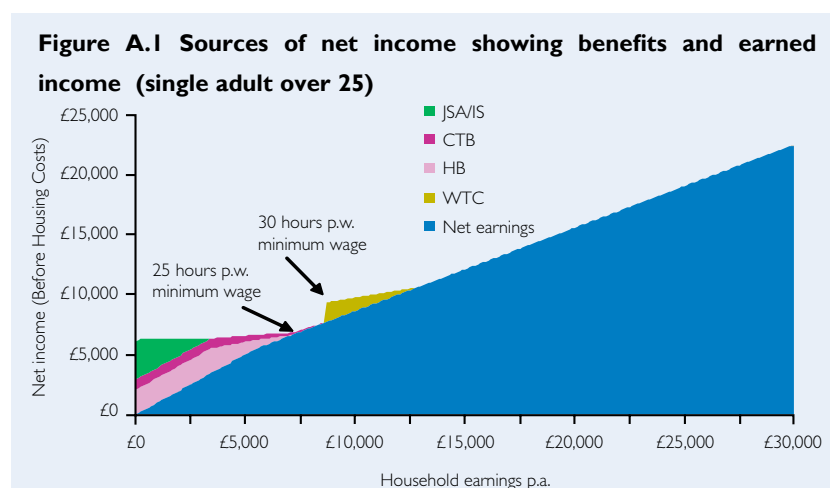 Figure A.1 Sources of net income showing benefits and earned
income (single adult over 25)
£25,000
£20,000
£15,000
£10,000
£5,000
£0
Net income (Before Housing Costs)
JSA/IS
CTB
HB
WTC
Net earnings
30 hours p.w.
minimum wage
25 hours p.w.
minimum wage
£0
£5,000
£10,000
£15,000
£20,000
£25,000
£30,000
Household earnings p.a.